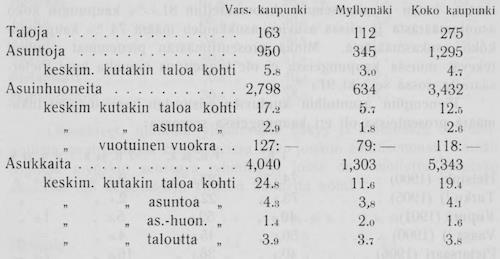 Vars. kaupunki Myllymäki Koko kaupunki
Taloja . . . . . . . . . . . . . . . . . . 163 112 275
Asuntoja . . . . . . . . . . . . . . . . 950 345 1,295
keskim. kutakin taloa kohti 5.8 3.0 4.7
Asuinhuoneita . . . . . . . . . . . . 2,798 634 3,432
keskim. kutakin taloa kohti 17.2 5.7 12.5
„ „ asuntoa „ 2.9 1.8 2.6
„ vuotuinen vuokra . . 127: — 79: — 118: —
Asukkaita . . . . . . . . . . . . . . . 4,040 1,303 5,343
keskim. kutakin taloa kohti 24.8 11.6 19.4
„ „ asuntoa „ 4.3 3.8 4.1
„ „ as.-huon. „ 1.4 2.0 1.6
„ „ taloutta „ 3.9 3.7 3.8